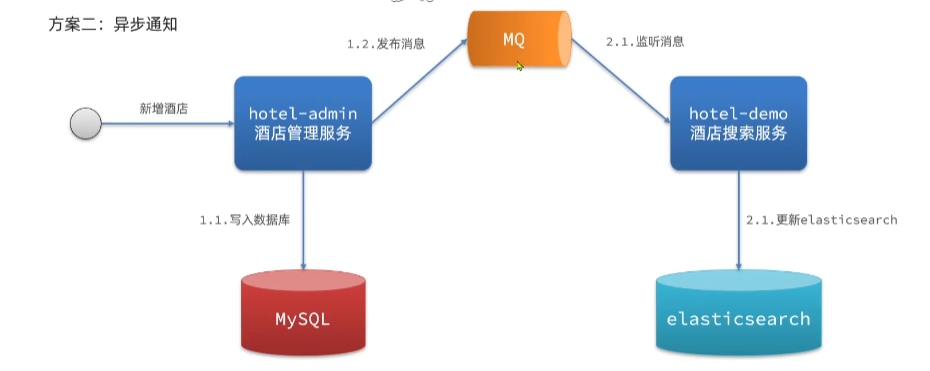 方案二：异步通知
1.2.发布消息
MQ
2.1.监听消息
新增酒店
hotel-admin
酒店管理服务
hotel-demo
酒店搜索服务
1.1.写入数据库
2.1.更新elasticsearch
MySQL
elasticsearch